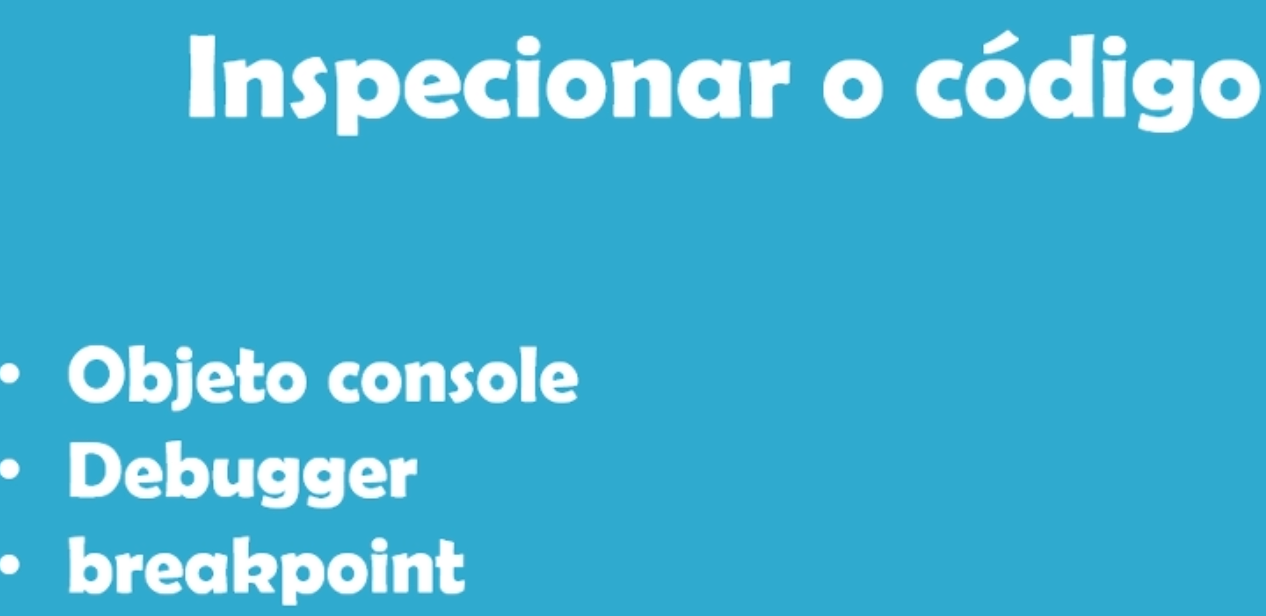 Inspecionar o código
• Objeto console
• Debugger
• breakpoint